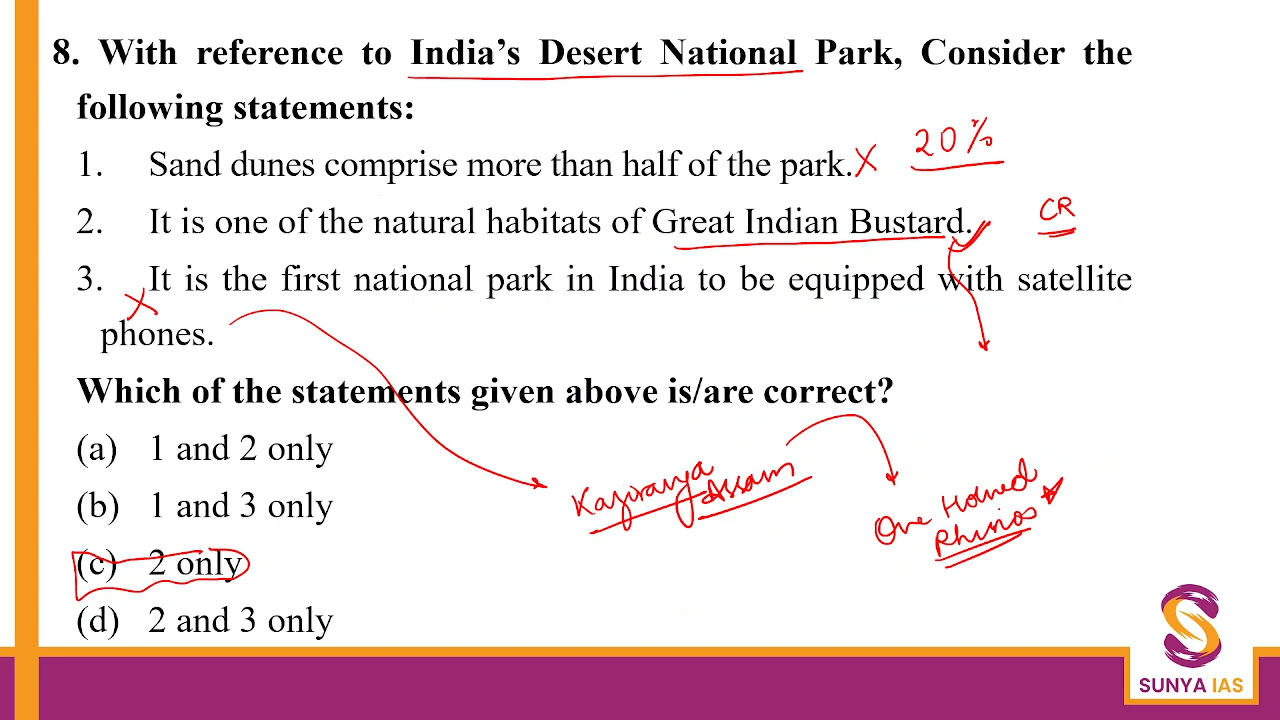 8. With reference to India's Desert National Park, Consider the
following statements:
20%
1. Sand dunes comprise more than half of the park.
CR
2. It is one of the natural habitats of Great Indian Bustard.
3. It is the first national park in India to be equipped with satellite
phones.
Which of the statements given above is/are correct?
(a) 1 and 2 only
Kaziranga
Assam
One Horned
Rhinos
(b) 1 and 3 only
(c) 2 only
(d) 2 and 3 only
SUNYA IAS